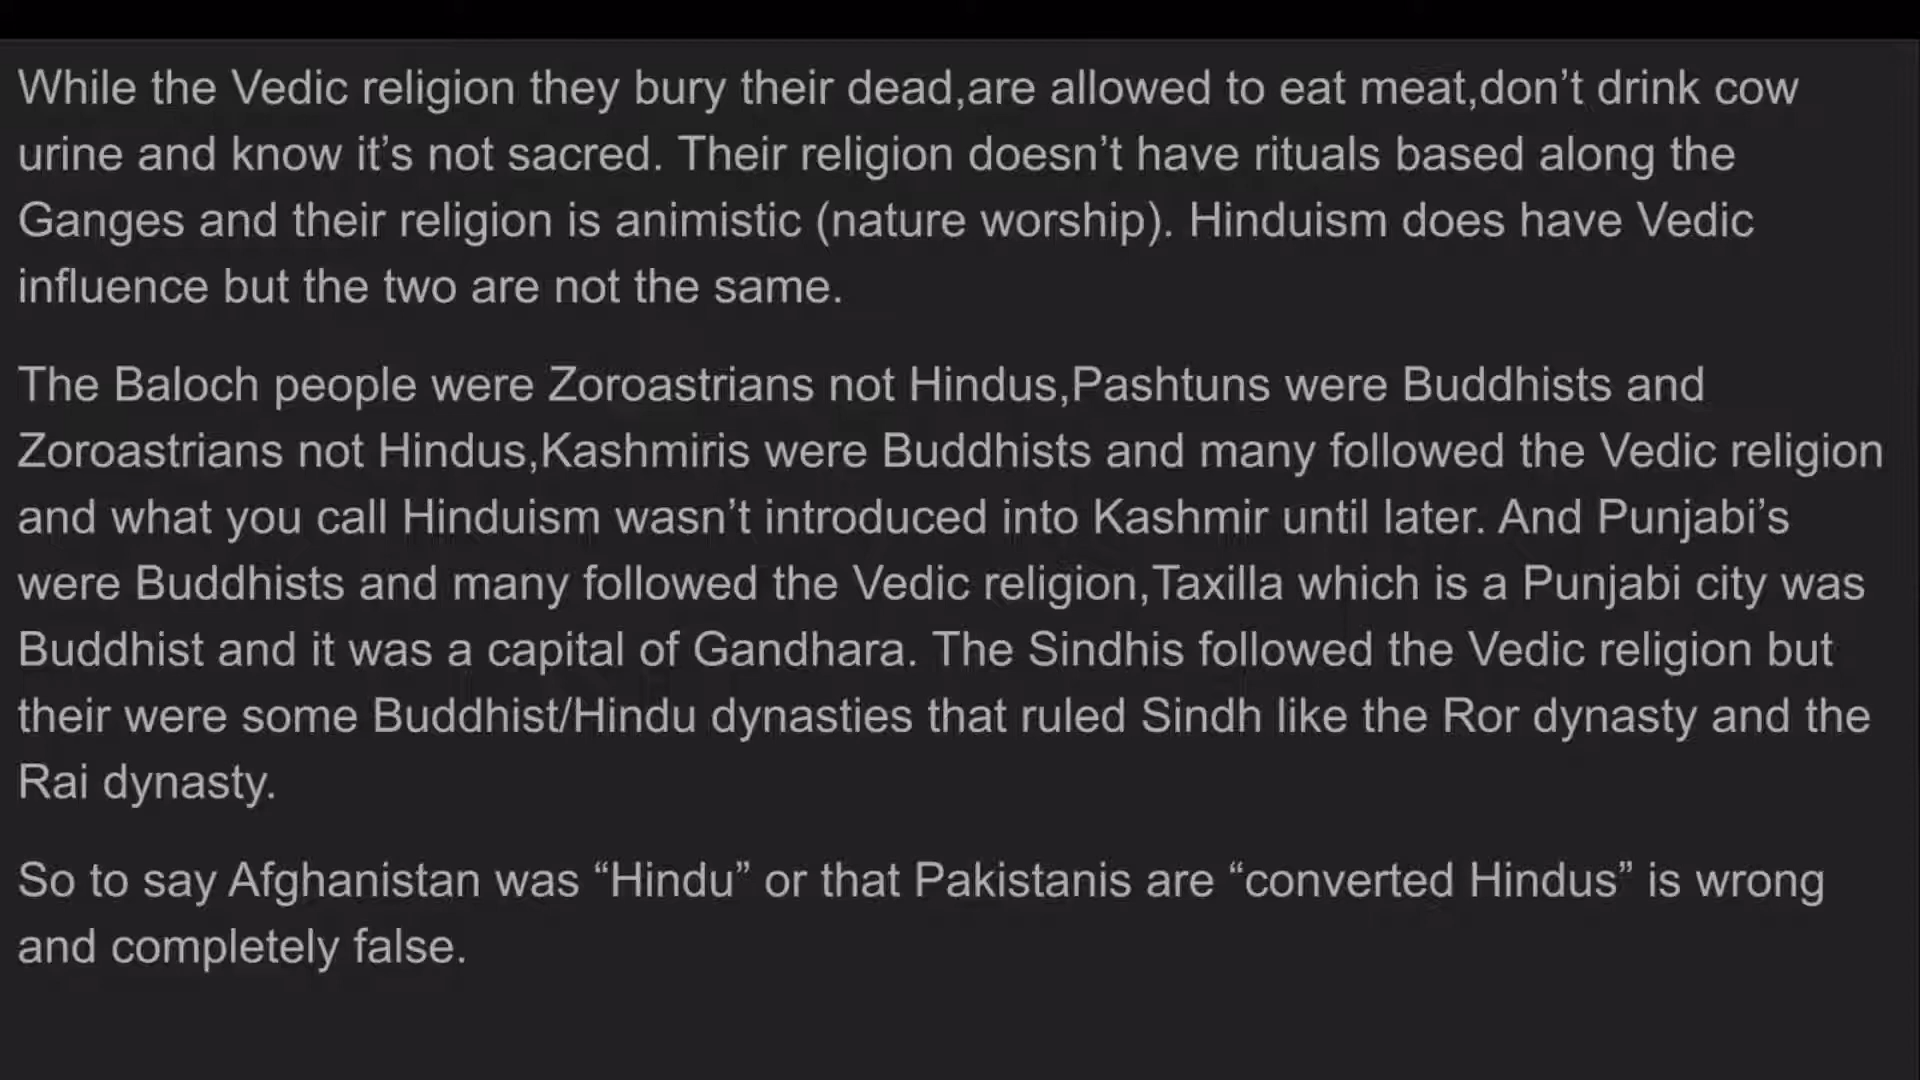 While the Vedic religion they bury their dead,are allowed to eat meat,don’t drink cow
urine and know it’s not sacred. Their religion doesn’t have rituals based along the
Ganges and their religion is animistic (nature worship). Hinduism does have Vedic
influence but the two are not the same.
The Baloch people were Zoroastrians not Hindus,Pashtuns were Buddhists and
Zoroastrians not Hindus,Kashmiris were Buddhists and many followed the Vedic religion
and what you call Hinduism wasn’t introduced into Kashmir until later. And Punjabi’s
were Buddhists and many followed the Vedic religion,Taxilla which is a Punjabi city was
Buddhist and it was a capital of Gandhara. The Sindhis followed the Vedic religion but
their were some Buddhist/Hindu dynasties that ruled Sindh like the Ror dynasty and the
Rai dynasty.
So to say Afghanistan was “Hindu” or that Pakistanis are “converted Hindus” is wrong
and completely false.